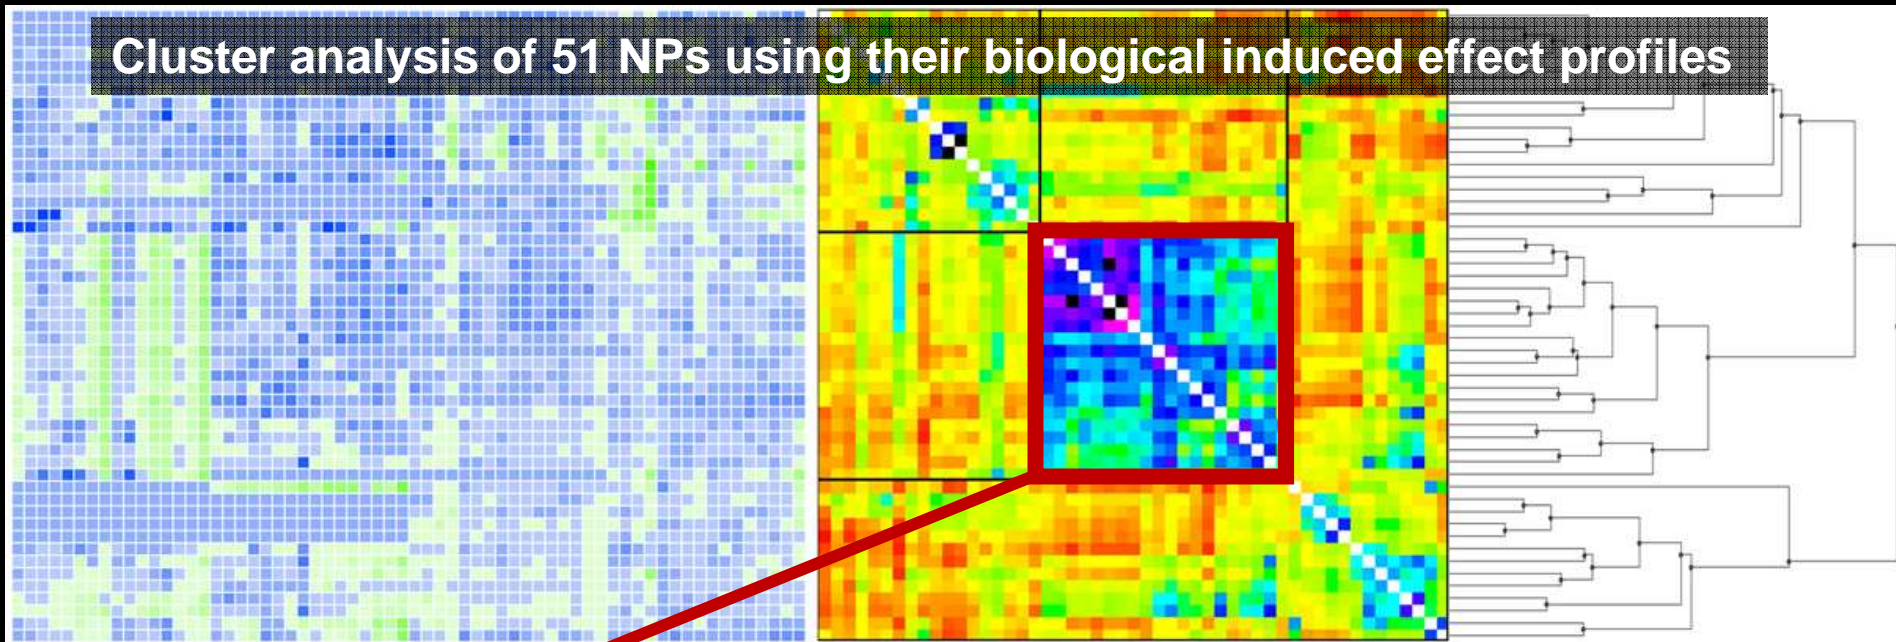 Cluster analysis of 51 NPs using their biological induced effect profiles